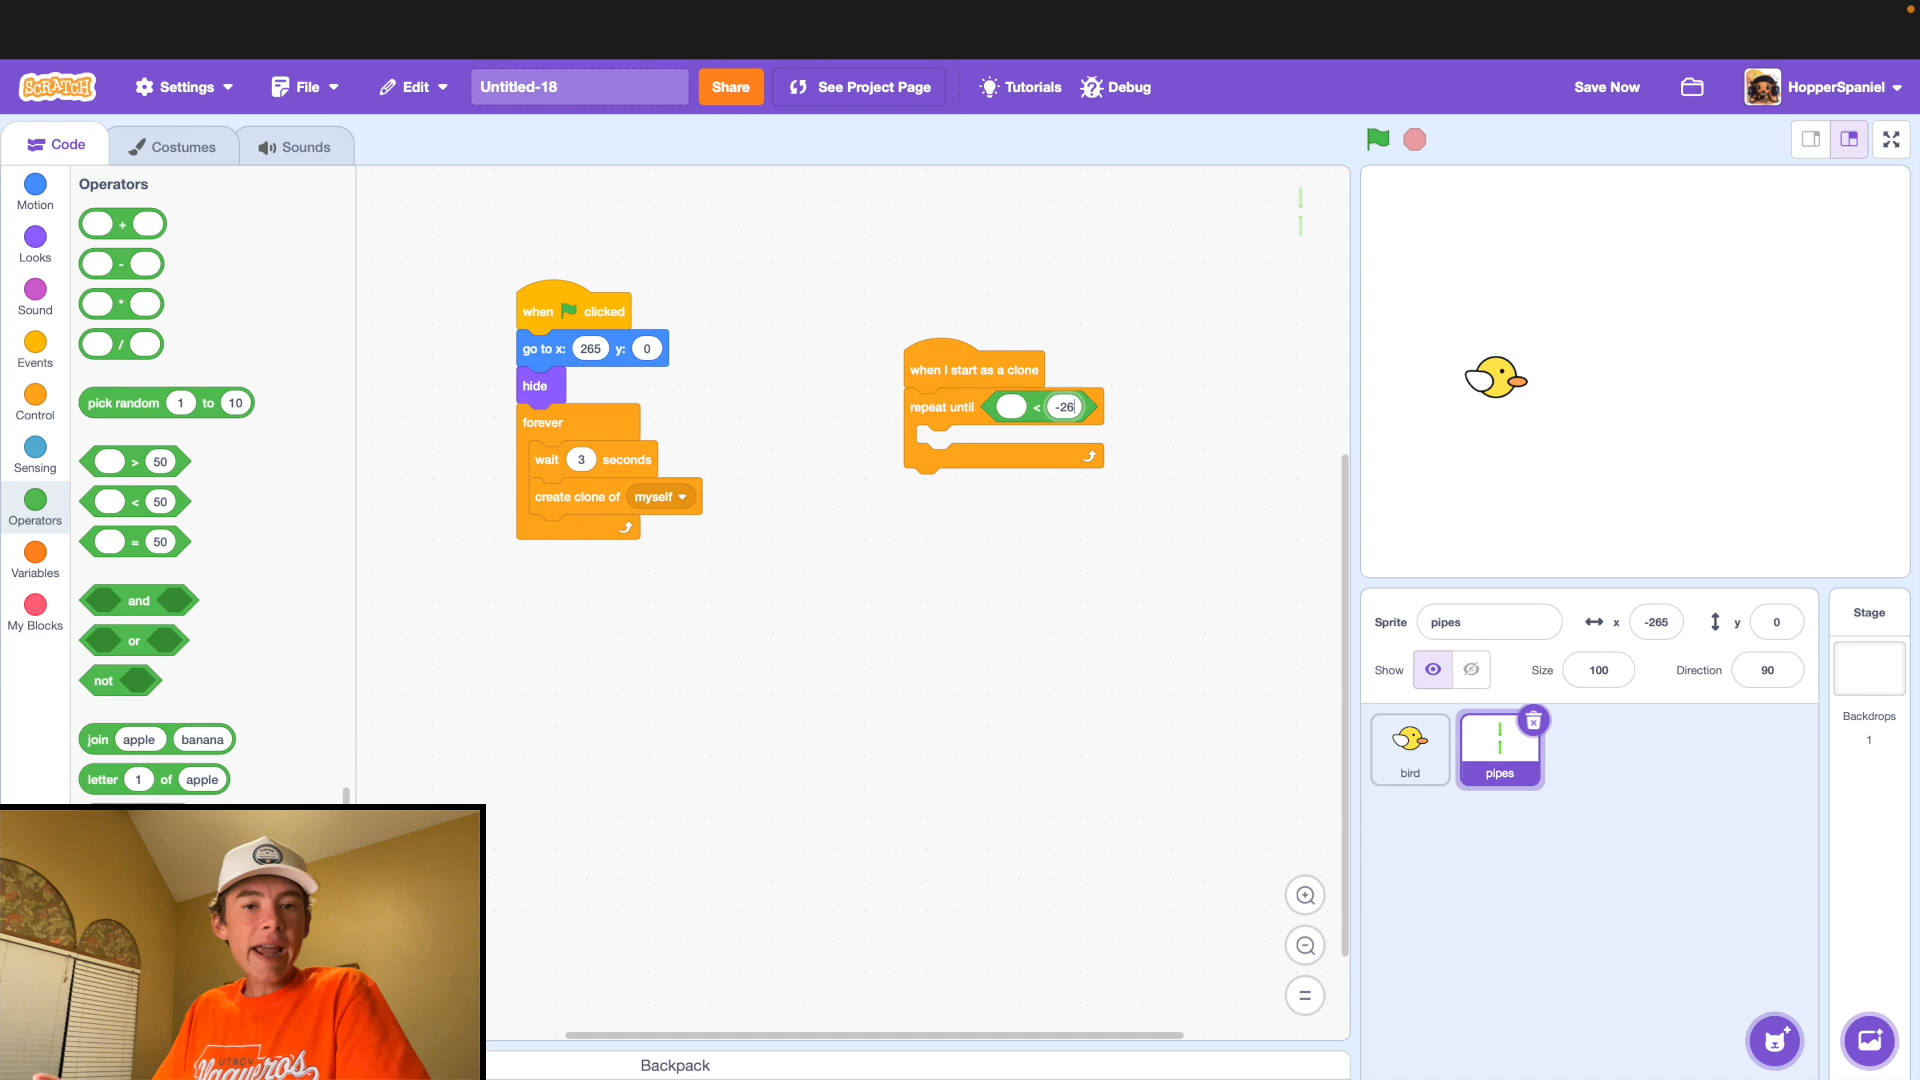 SCRATCH
Settings
File
Edit
Untitled-18
Share
See Project Page
Tutorials
Debug
Save Now
HopperSpaniel
Code
Costumes
Sounds
Motion
Looks
Sound
Events
Control
Sensing
Operators
Variables
My Blocks
Operators
+
-
*
/
pick random 1 to 10
> 50
< 50
= 50
and
or
not
join apple banana
letter 1 of apple
when clicked
go to x: 265 y: 0
hide
forever
wait 3 seconds
create clone of myself
when I start as a clone
repeat until < -26
Backpack
Sprite pipes x -265 y 0
Show Size 100 Direction 90
bird
pipes
Stage
Backdrops
1
UTRGV
Vaqueros